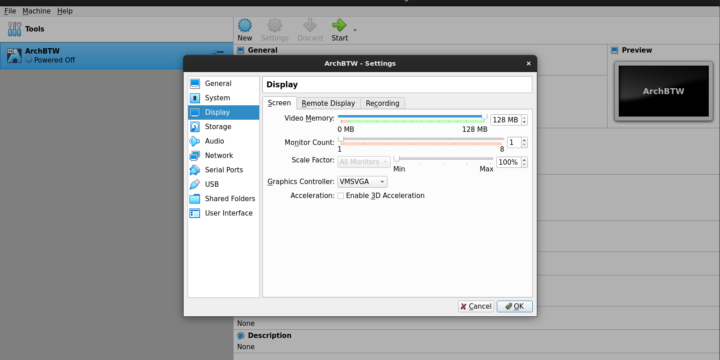 File Machine Help
Tools
New Settings Discard Start
ArchBTW
Powered Off
General
Preview
ArchBTW
ArchBTW - Settings
General
System
Display
Storage
Audio
Network
Serial Ports
USB
Shared Folders
User Interface
Display
Screen Remote Display Recording
Video Memory: 128 MB
0 MB 128 MB
Monitor Count: 1
1 8
Scale Factor: All Monitors 100%
Min Max
Graphics Controller: VMSVGA
Acceleration: Enable 3D Acceleration
Cancel OK
None
Description
None